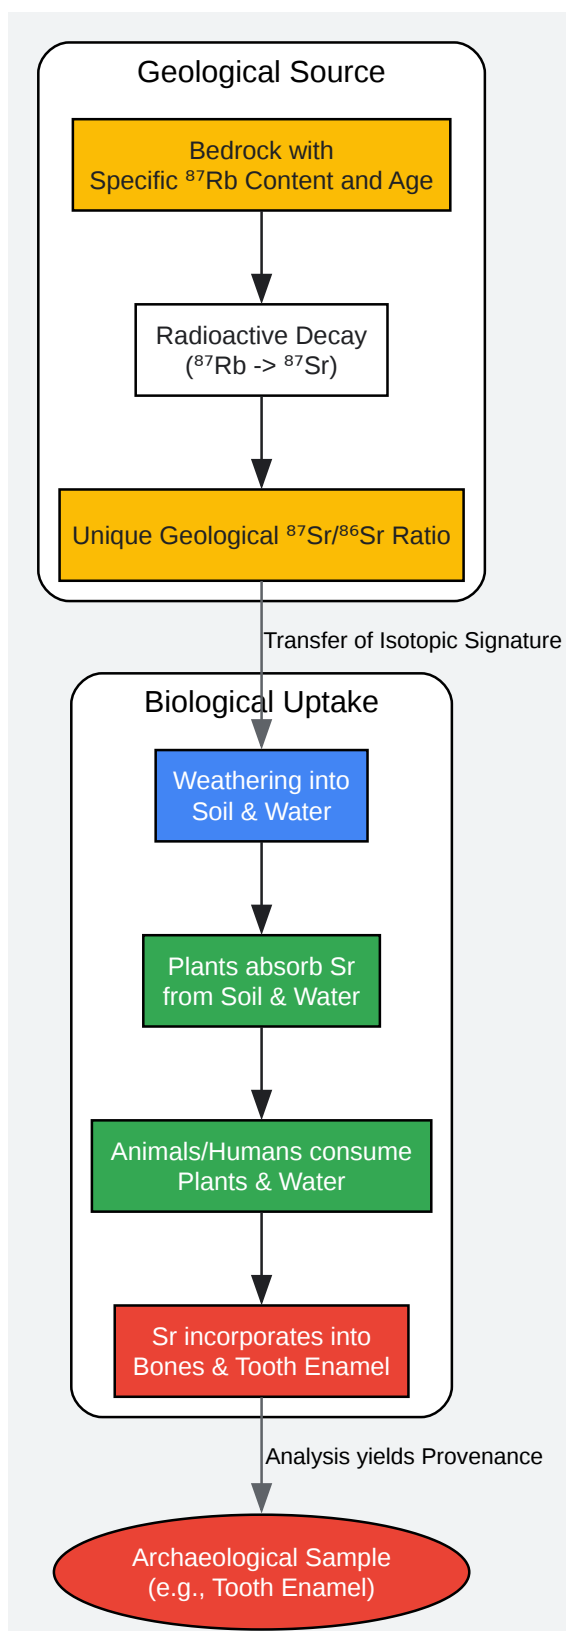 Geological Source
Bedrock with
Specific ⁸⁷Rb Content and Age
Radioactive Decay
(⁸⁷Rb -> ⁸⁷Sr)
Unique Geological ⁸⁷Sr/⁸⁶Sr Ratio
Transfer of Isotopic Signature
Biological Uptake
Weathering into
Soil & Water
Plants absorb Sr
from Soil & Water
Animals/Humans consume
Plants & Water
Sr incorporates into
Bones & Tooth Enamel
Analysis yields Provenance
Archaeological Sample
(e.g., Tooth Enamel)